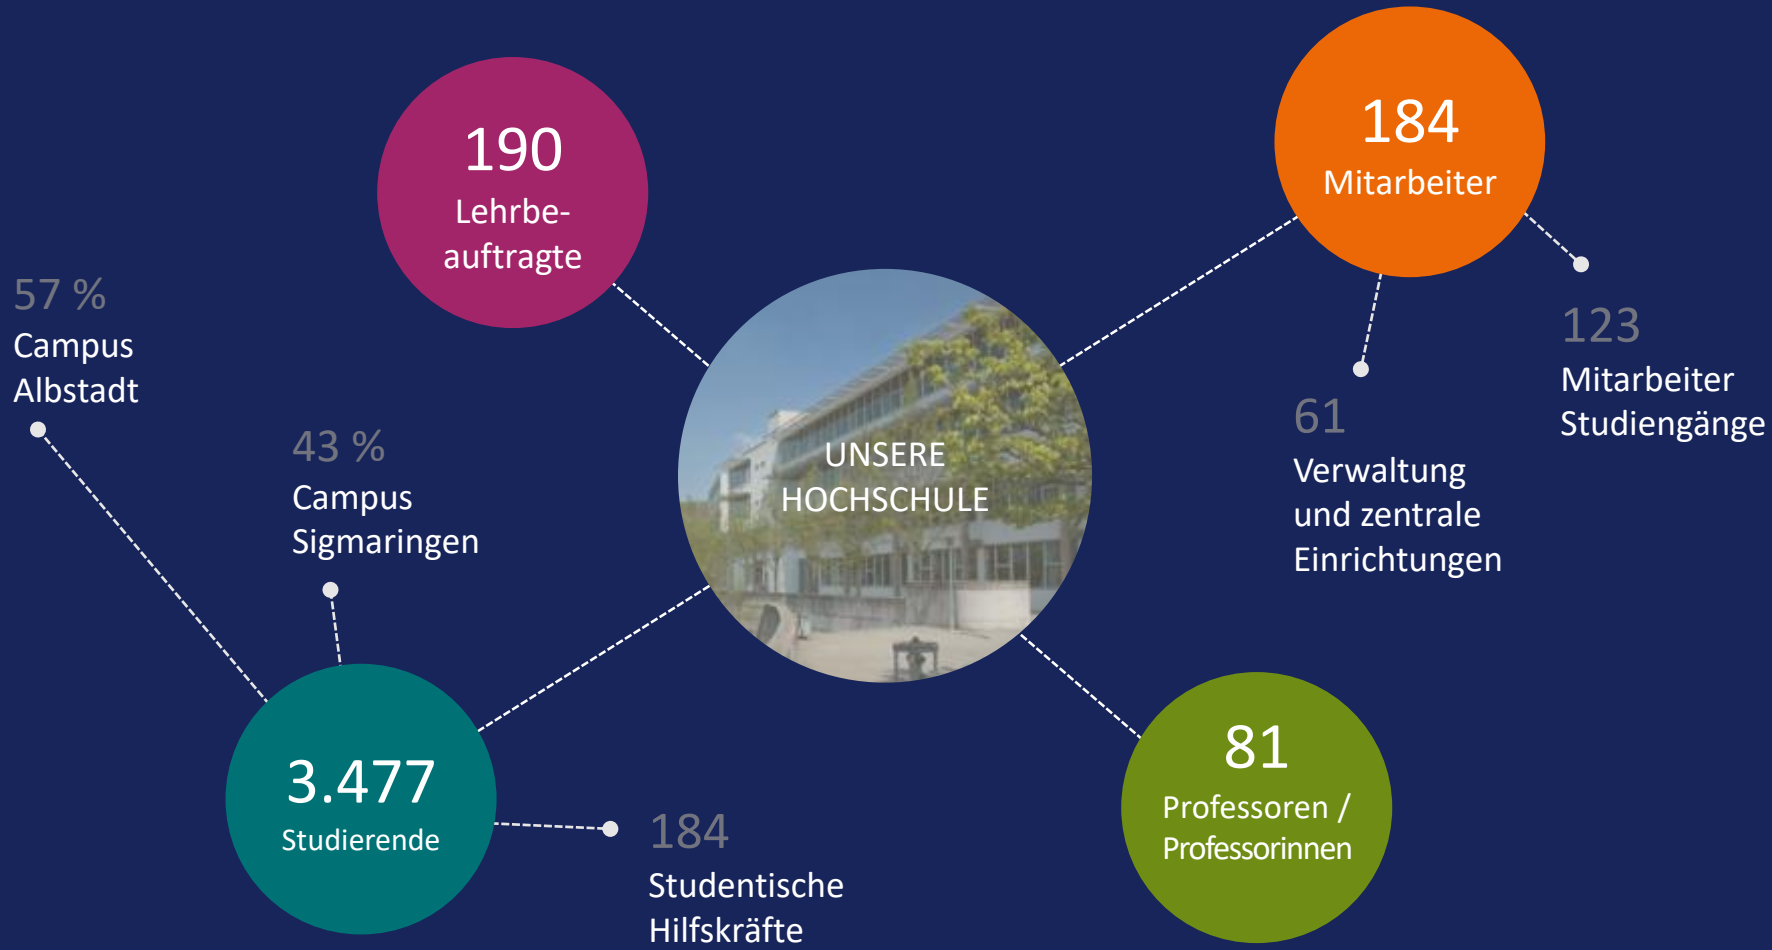 190
Lehrbe-
auftragte
184
Mitarbeiter
57 %
Campus
Albstadt
43 %
Campus
Sigmaringen
UNSERE
HOCHSCHULE
61
Verwaltung
und zentrale
Einrichtungen
123
Mitarbeiter
Studiengänge
3.477
Studierende
184
Studentische
Hilfskräfte
81
Professoren /
Professorinnen